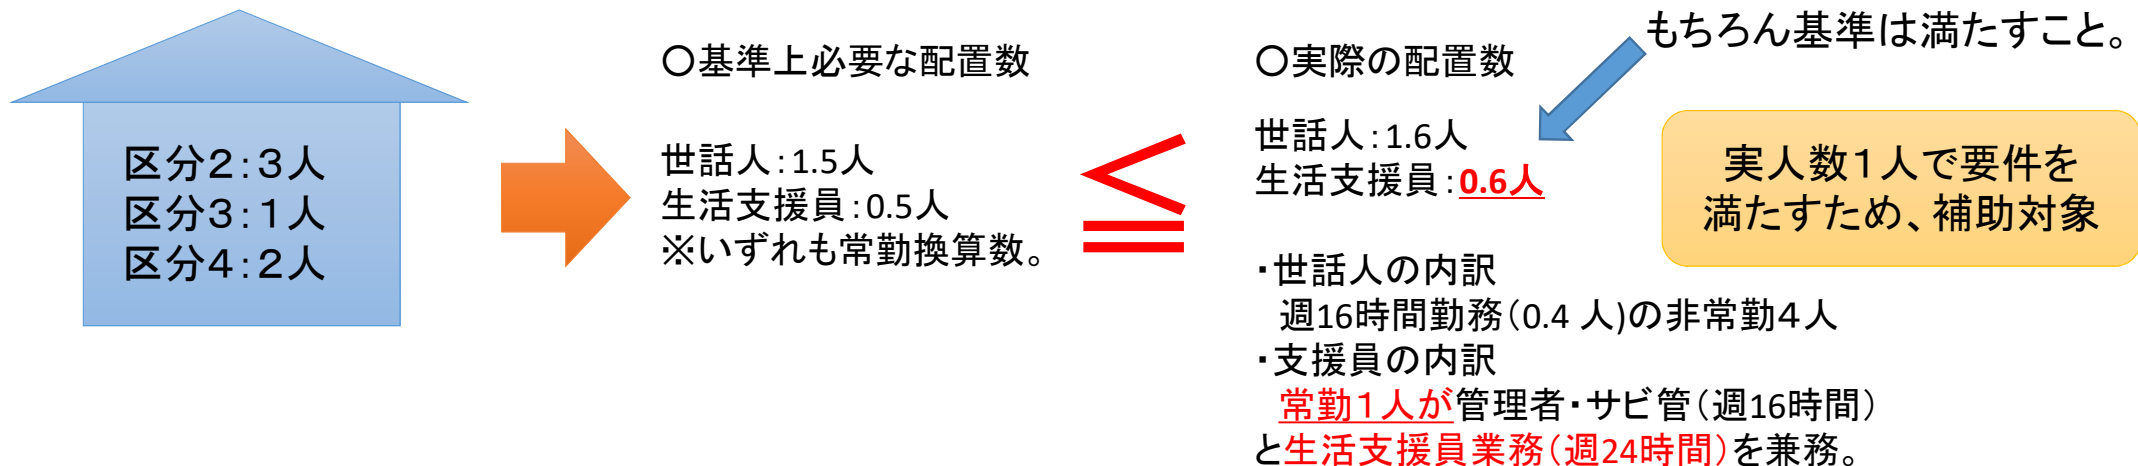 区分２：３人
区分３：１人
区分４：２人
〇基準上必要な配置数
世話人：1.5人
生活支援員：0.5人
※いずれも常勤換算数。
≦
〇実際の配置数
世話人：1.6人
生活支援員：0.6人
・世話人の内訳
週16時間勤務（0.4 人)の非常勤４人
・支援員の内訳
常勤１人が管理者・サビ管（週16時間）
と生活支援員業務（週24時間）を兼務。
もちろん基準は満たすこと。
実人数１人で要件を
満たすため、補助対象